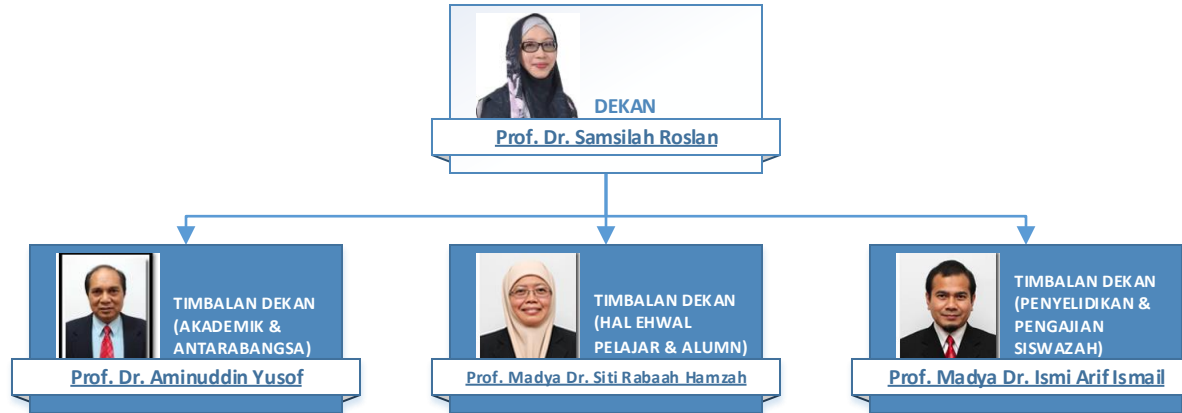 DEKAN
Prof. Dr. Samsilah Roslan
TIMBALAN DEKAN
(AKADEMIK &
ANTARABANGSA)
Prof. Dr. Aminuddin Yusof
TIMBALAN DEKAN
(HAL EHWAL
PELAJAR & ALUMN)
Prof. Madya Dr. Siti Rabaah Hamzah
TIMBALAN DEKAN
(PENYELIDIKAN &
PENGAJIAN
SISWAZAH)
Prof. Madya Dr. Ismi Arif Ismail